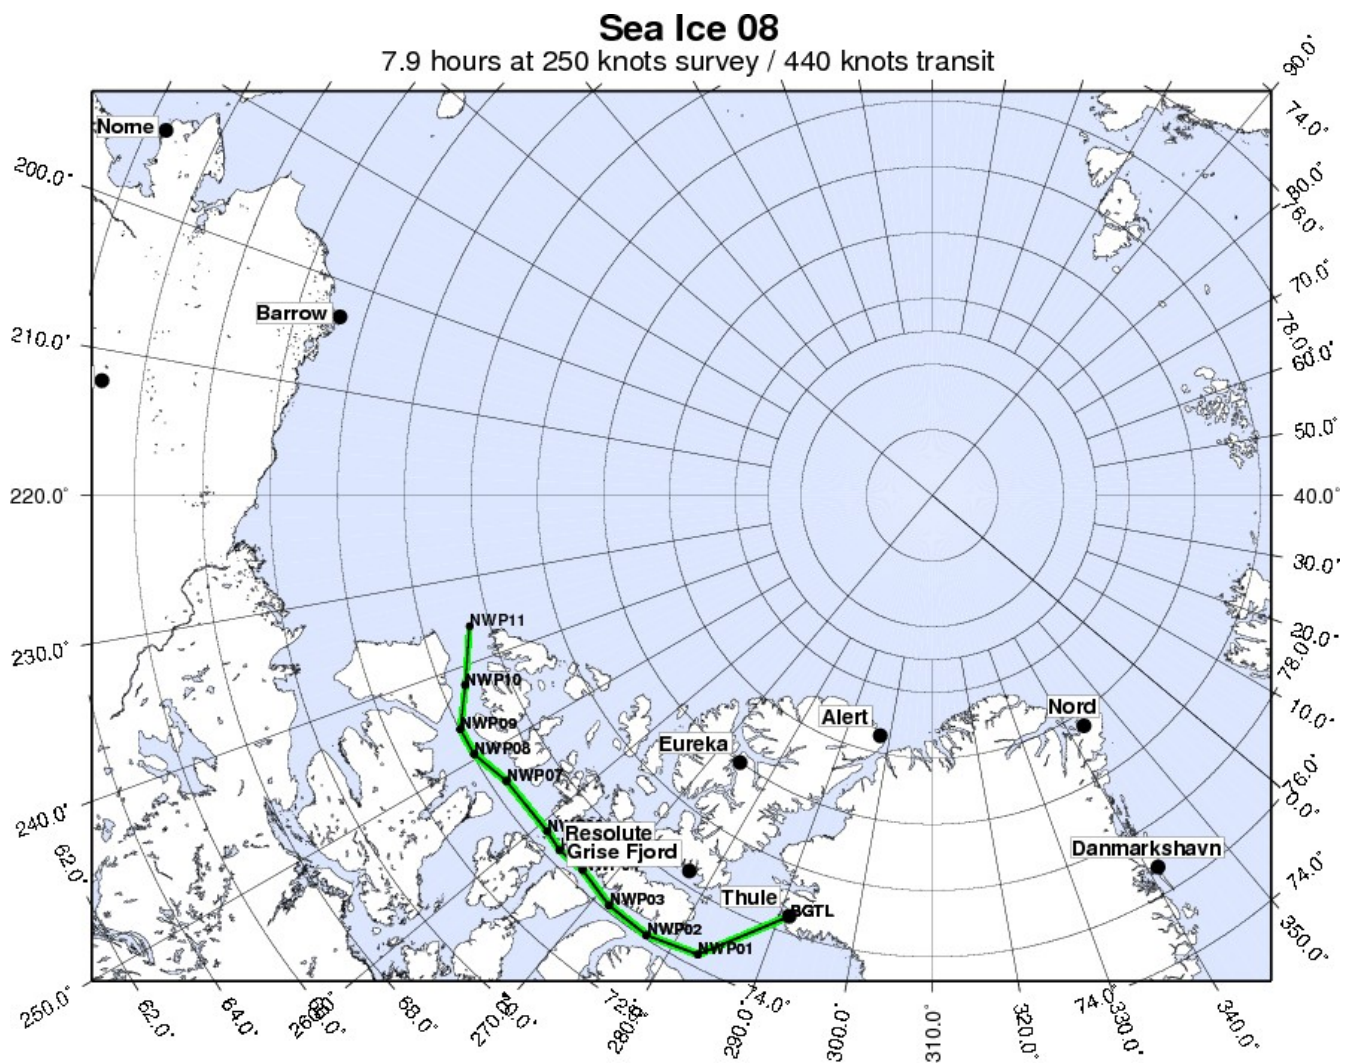 Sea Ice 08
7.9 hours at 250 knots survey / 440 knots transit
90.0°
74.0°
Nome
200.0°
80.0°
76.0°
70.0°
Barrow
78.0°
210.0°
60.0°
50.0°
220.0°
40.0°
30.0°
NWP11
20.0°
230.0°
78.0°
NWP10
10.0°
Nord
Alert
NWP09
Eureka
NWP08
76.0°
NWP07
0.0°
240.0°
Resolute
Grise Fjord
Danmarkshavn
62.0°
74.0°
Thule
NWP03
BGTL
NWP02
350.0°
NWP01
250.0°
62.0°
64.0°
260.0°
68.0°
270.0°
72.0°
280.0°
74.0°
290.0°
300.0°
310.0°
320.0°
74.0°
330.0°
340.0°